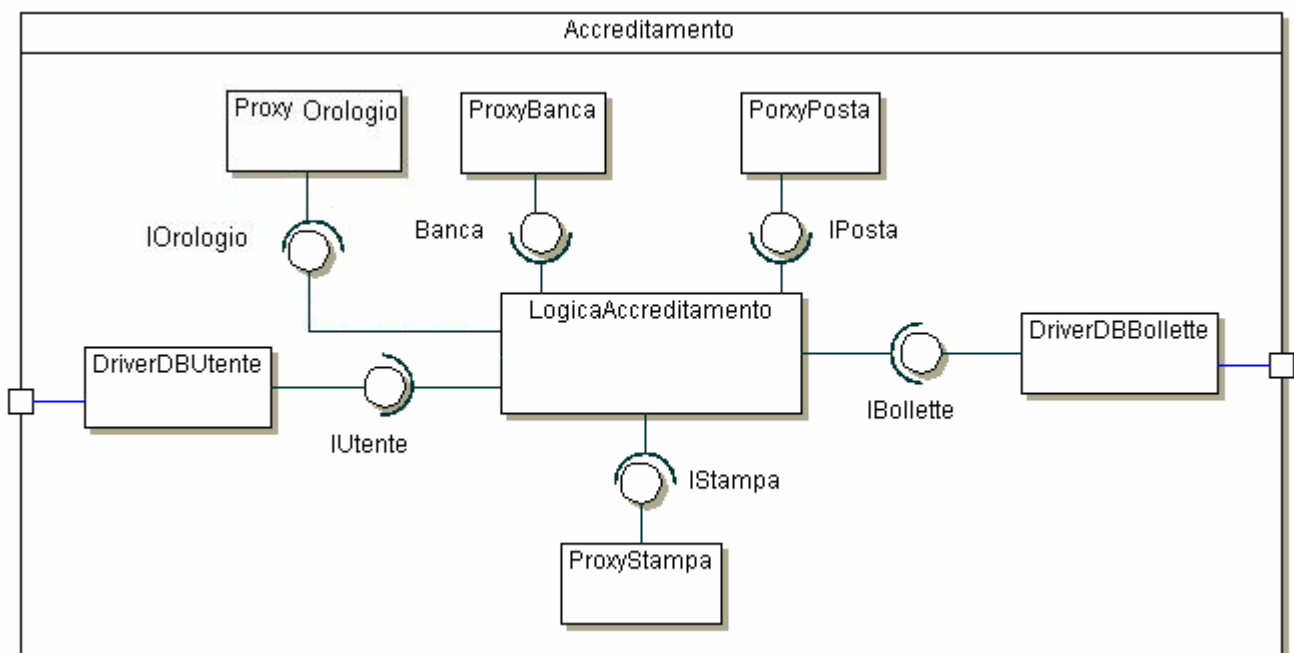 Accreditamento
Proxy Orologio
ProxyBanca
PorxyPosta
IOrologio
Banca
IPosta
LogicaAccreditamento
DriverDBUtente
DriverDBBollette
IUtente
IBollette
IStampa
ProxyStampa